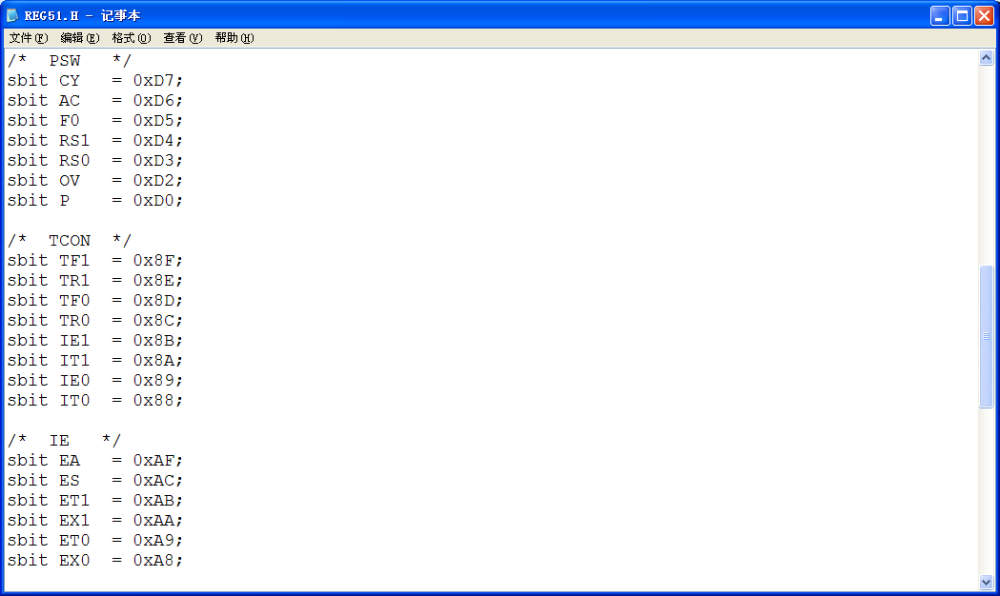 REG51.H - 记事本
文件(F) 编辑(E) 格式(O) 查看(V) 帮助(H)
/*  PSW   */
sbit CY   = 0xD7;
sbit AC   = 0xD6;
sbit F0   = 0xD5;
sbit RS1  = 0xD4;
sbit RS0  = 0xD3;
sbit OV   = 0xD2;
sbit P    = 0xD0;

/*  TCON  */
sbit TF1  = 0x8F;
sbit TR1  = 0x8E;
sbit TF0  = 0x8D;
sbit TR0  = 0x8C;
sbit IE1  = 0x8B;
sbit IT1  = 0x8A;
sbit IE0  = 0x89;
sbit IT0  = 0x88;

/*  IE   */
sbit EA   = 0xAF;
sbit ES   = 0xAC;
sbit ET1  = 0xAB;
sbit EX1  = 0xAA;
sbit ET0  = 0xA9;
sbit EX0  = 0xA8;